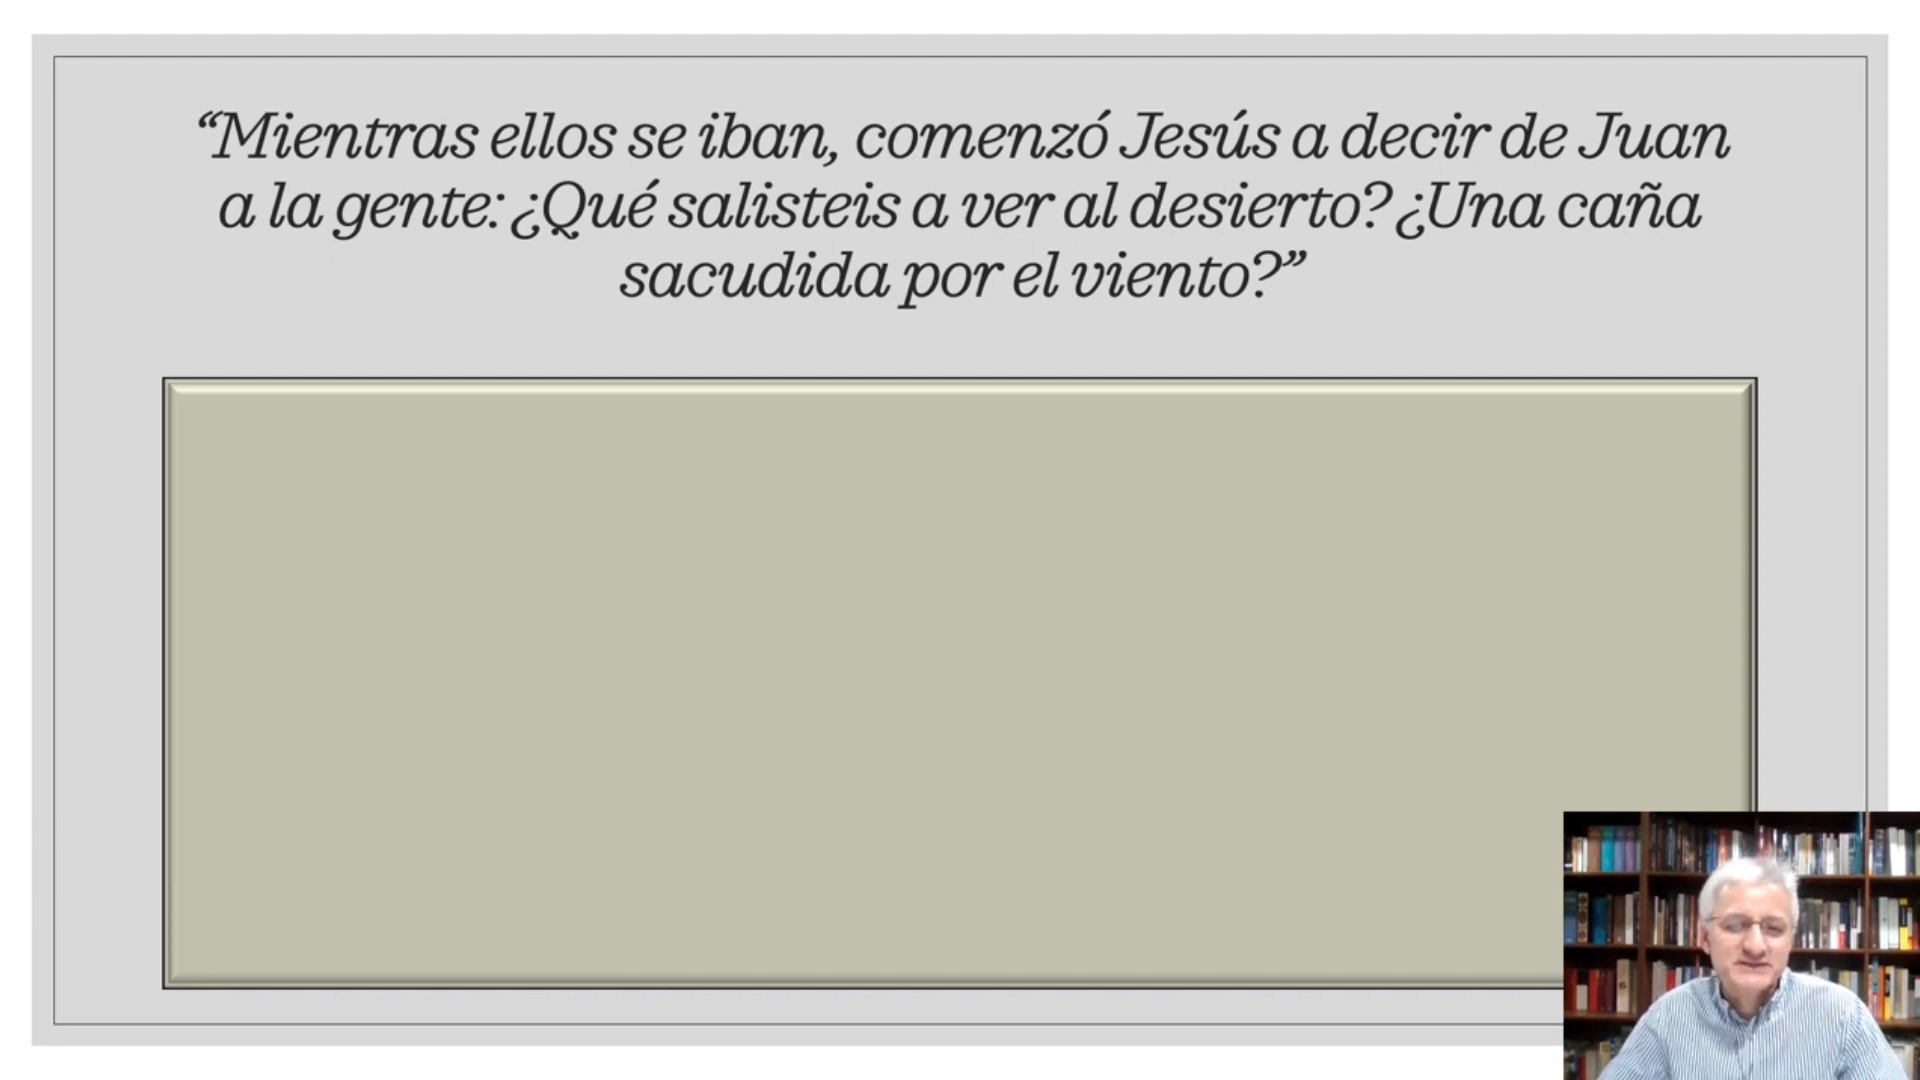 “Mientras ellos se iban, comenzó Jesús a decir de Juan
a la gente: ¿Qué salisteis a ver al desierto? ¿Una caña
sacudida por el viento?”